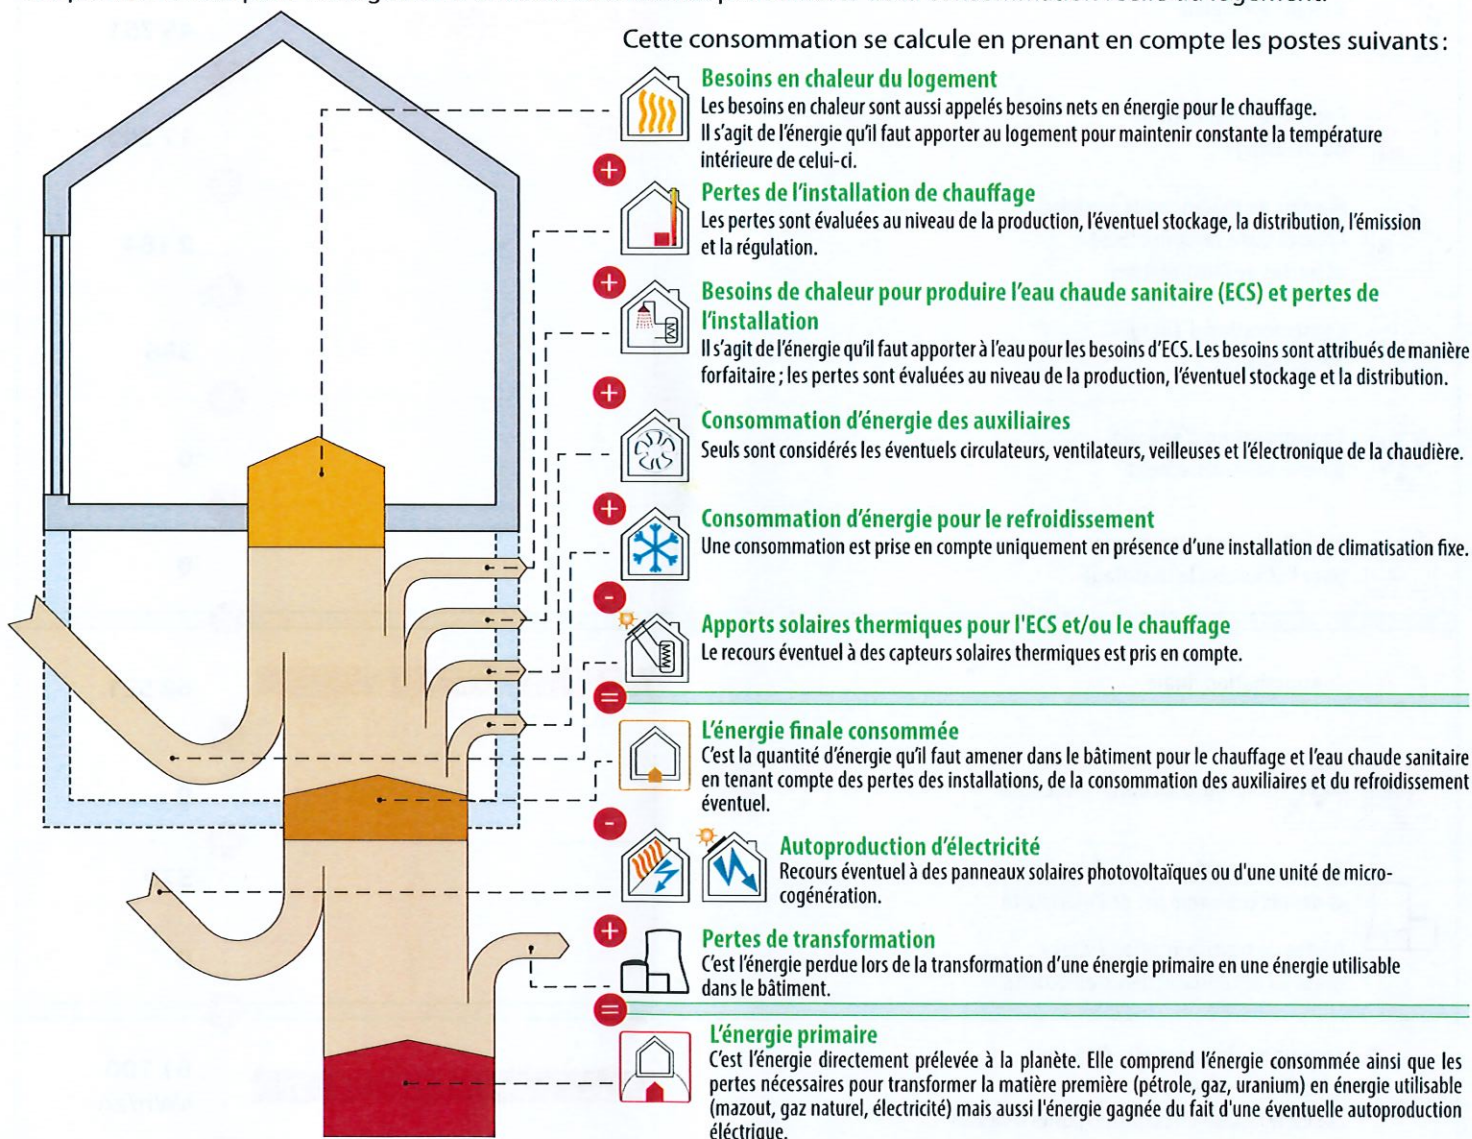 Cette consommation se calcule en prenant en compte les postes suivants :
Besoins en chaleur du logement
Les besoins en chaleur sont aussi appelés besoins nets en énergie pour le chauffage.
Il s'agit de l'énergie qu'il faut apporter au logement pour maintenir constante la température
intérieure de celui-ci.
+
Pertes de l'installation de chauffage
Les pertes sont évaluées au niveau de la production, l'éventuel stockage, la distribution, l'émission
et la régulation.
+
Besoins de chaleur pour produire l'eau chaude sanitaire (ECS) et pertes de
l'installation
Il s'agit de l'énergie qu'il faut apporter à l'eau pour les besoins d'ECS. Les besoins sont attribués de manière
forfaitaire ; les pertes sont évaluées au niveau de la production, l'éventuel stockage et la distribution.
+
Consommation d'énergie des auxiliaires
Seuls sont considérés les éventuels circulateurs, ventilateurs, veilleuses et l'électronique de la chaudière.
+
Consommation d'énergie pour le refroidissement
Une consommation est prise en compte uniquement en présence d'une installation de climatisation fixe.
-
Apports solaires thermiques pour l'ECS et/ou le chauffage
Le recours éventuel à des capteurs solaires thermiques est pris en compte.
=
L'énergie finale consommée
C'est la quantité d'énergie qu'il faut amener dans le bâtiment pour le chauffage et l'eau chaude sanitaire
en tenant compte des pertes des installations, de la consommation des auxiliaires et du refroidissement
éventuel.
-
Autoproduction d'électricité
Recours éventuel à des panneaux solaires photovoltaïques ou d'une unité de micro-
cogénération.
+
Pertes de transformation
C'est l'énergie perdue lors de la transformation d'une énergie primaire en une énergie utilisable
dans le bâtiment.
=
L'énergie primaire
C'est l'énergie directement prélevée à la planète. Elle comprend l'énergie consommée ainsi que les
pertes nécessaires pour transformer la matière première (pétrole, gaz, uranium) en énergie utilisable
(mazout, gaz naturel, électricité) mais aussi l'énergie gagnée du fait d'une éventuelle autoproduction
éléctrique.